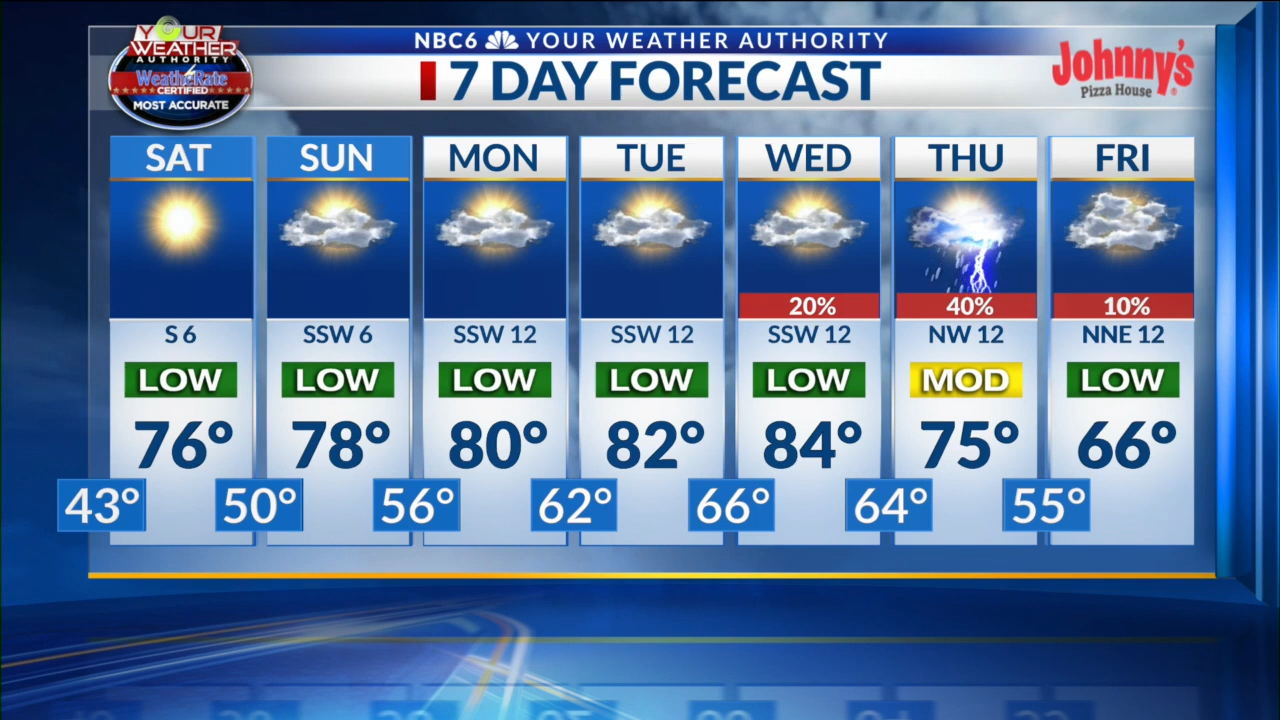 YOUR
WEATHER
AUTHORITY
WeatheRate
CERTIFIED
MOST ACCURATE
NBC6 YOUR WEATHER AUTHORITY
7 DAY FORECAST
Johnny's
Pizza House
SAT SUN MON TUE WED THU FRI
20% 40% 10%
S 6 SSW 6 SSW 12 SSW 12 SSW 12 NW 12 NNE 12
LOW LOW LOW LOW LOW MOD LOW
76° 78° 80° 82° 84° 75° 66°
43° 50° 56° 62° 66° 64° 55°